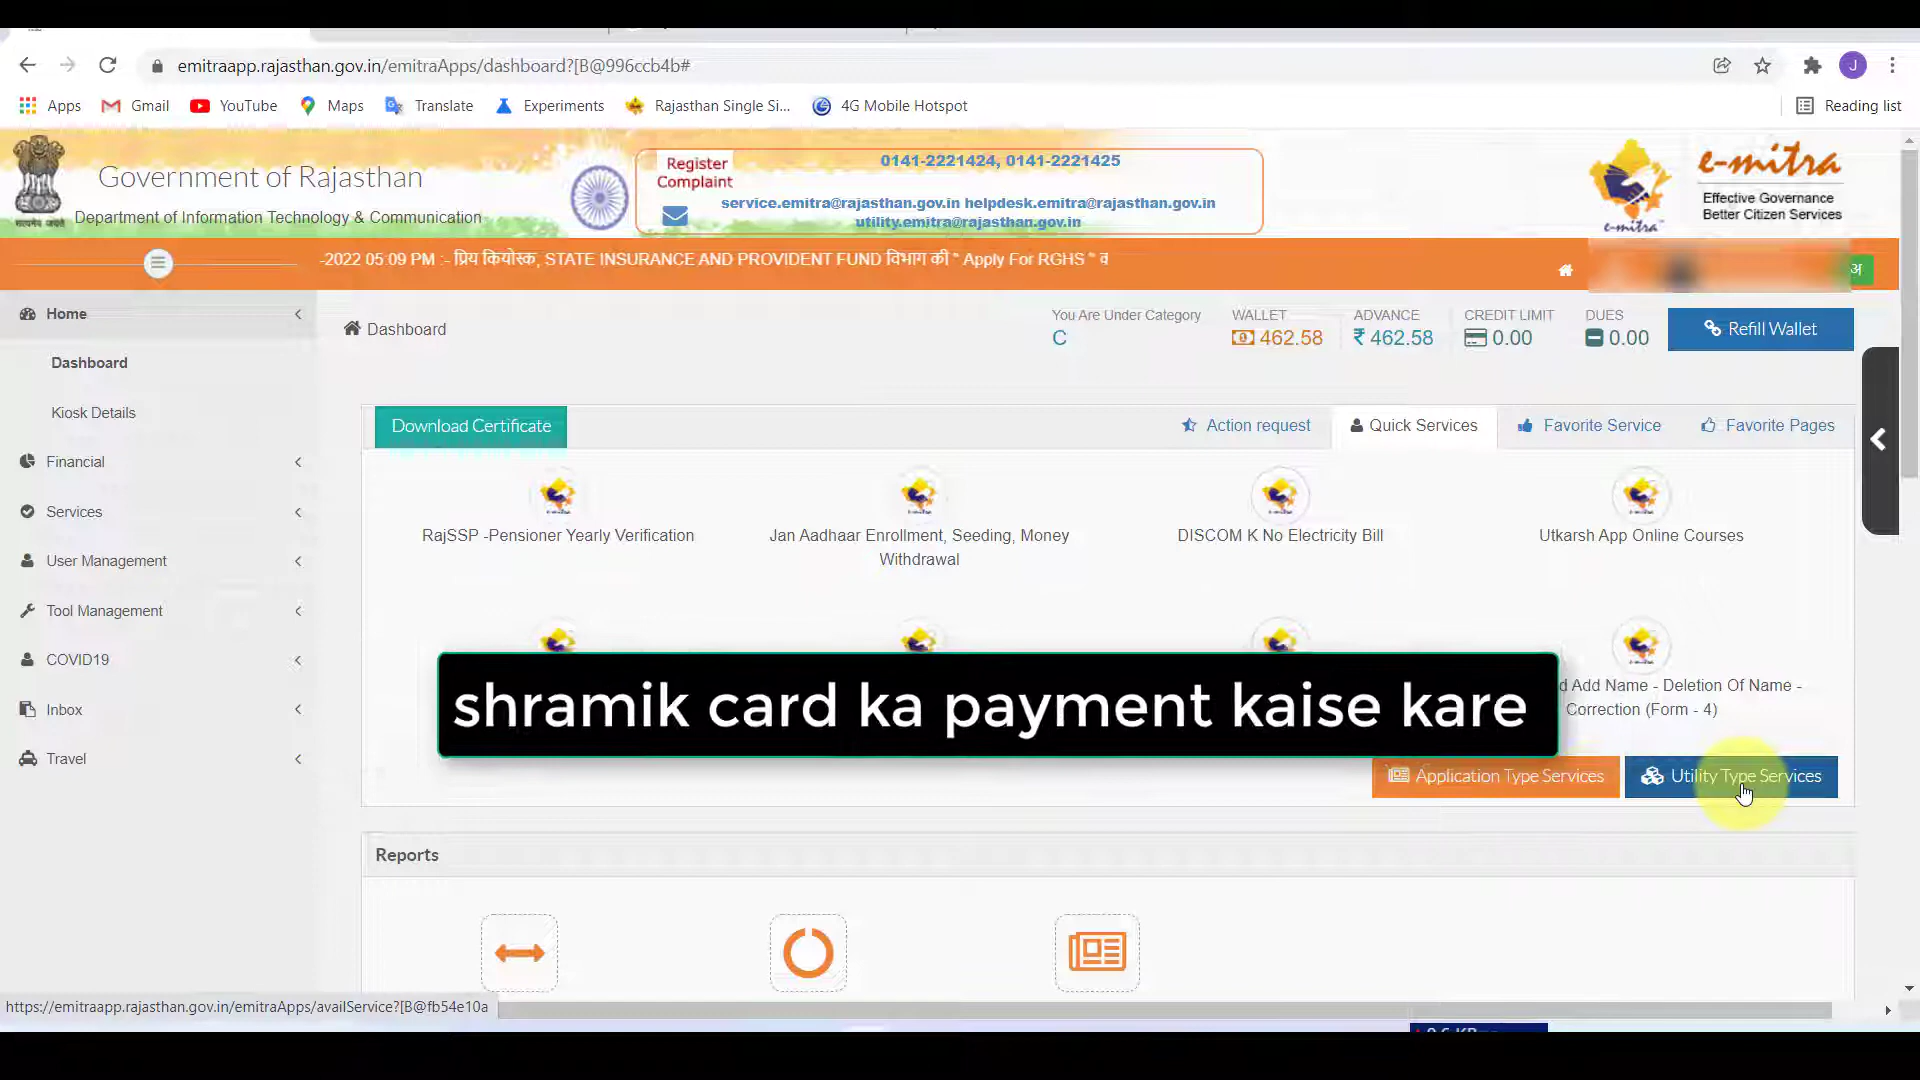 emitraapp.rajasthan.gov.in/emitraApps/dashboard?[B@996ccb4b#
J
Apps
Gmail
YouTube
Maps
Translate
Experiments
Rajasthan Single Si...
4G Mobile Hotspot
Reading list
सत्यमेव जयते
Government of Rajasthan
Department of Information Technology & Communication
Register
Complaint
0141-2221424, 0141-2221425
service.emitra@rajasthan.gov.in helpdesk.emitra@rajasthan.gov.in
utility.emitra@rajasthan.gov.in
e-mitra
e-mitra
Effective Governance
Better Citizen Services
-2022 05:09 PM :- प्रिय कियोस्क, STATE INSURANCE AND PROVIDENT FUND विभाग की " Apply For RGHS " व
अ
Home
Dashboard
Kiosk Details
Financial
Services
User Management
Tool Management
COVID19
Inbox
Travel
Dashboard
You Are Under Category
C
WALLET
462.58
ADVANCE
₹ 462.58
CREDIT LIMIT
0.00
DUES
0.00
Refill Wallet
Download Certificate
Action request
Quick Services
Favorite Service
Favorite Pages
RajSSP -Pensioner Yearly Verification
Jan Aadhaar Enrollment, Seeding, Money
Withdrawal
DISCOM K No Electricity Bill
Utkarsh App Online Courses
d Add Name - Deletion Of Name -
Correction (Form - 4)
shramik card ka payment kaise kare
Application Type Services
Utility Type Services
Reports
https://emitraapp.rajasthan.gov.in/emitraApps/availService?[B@fb54e10a